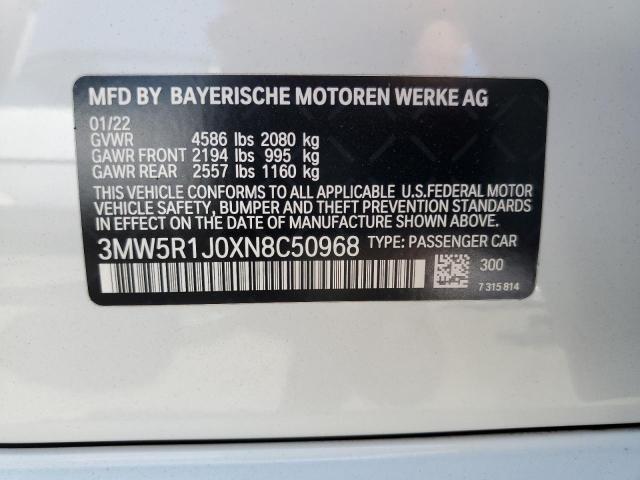 MFD BY BAYERISCHE MOTOREN WERKE AG
01/22
GVWR 4586 lbs 2080 kg
GAWR FRONT 2194 lbs 995 kg
GAWR REAR 2557 lbs 1160 kg
THIS VEHICLE CONFORMS TO ALL APPLICABLE U.S.FEDERAL MOTOR
VEHICLE SAFETY, BUMPER AND THEFT PREVENTION STANDARDS
IN EFFECT ON THE DATE OF MANUFACTURE SHOWN ABOVE.
3MW5R1J0XN8C50968 TYPE: PASSENGER CAR
300
7 315 814